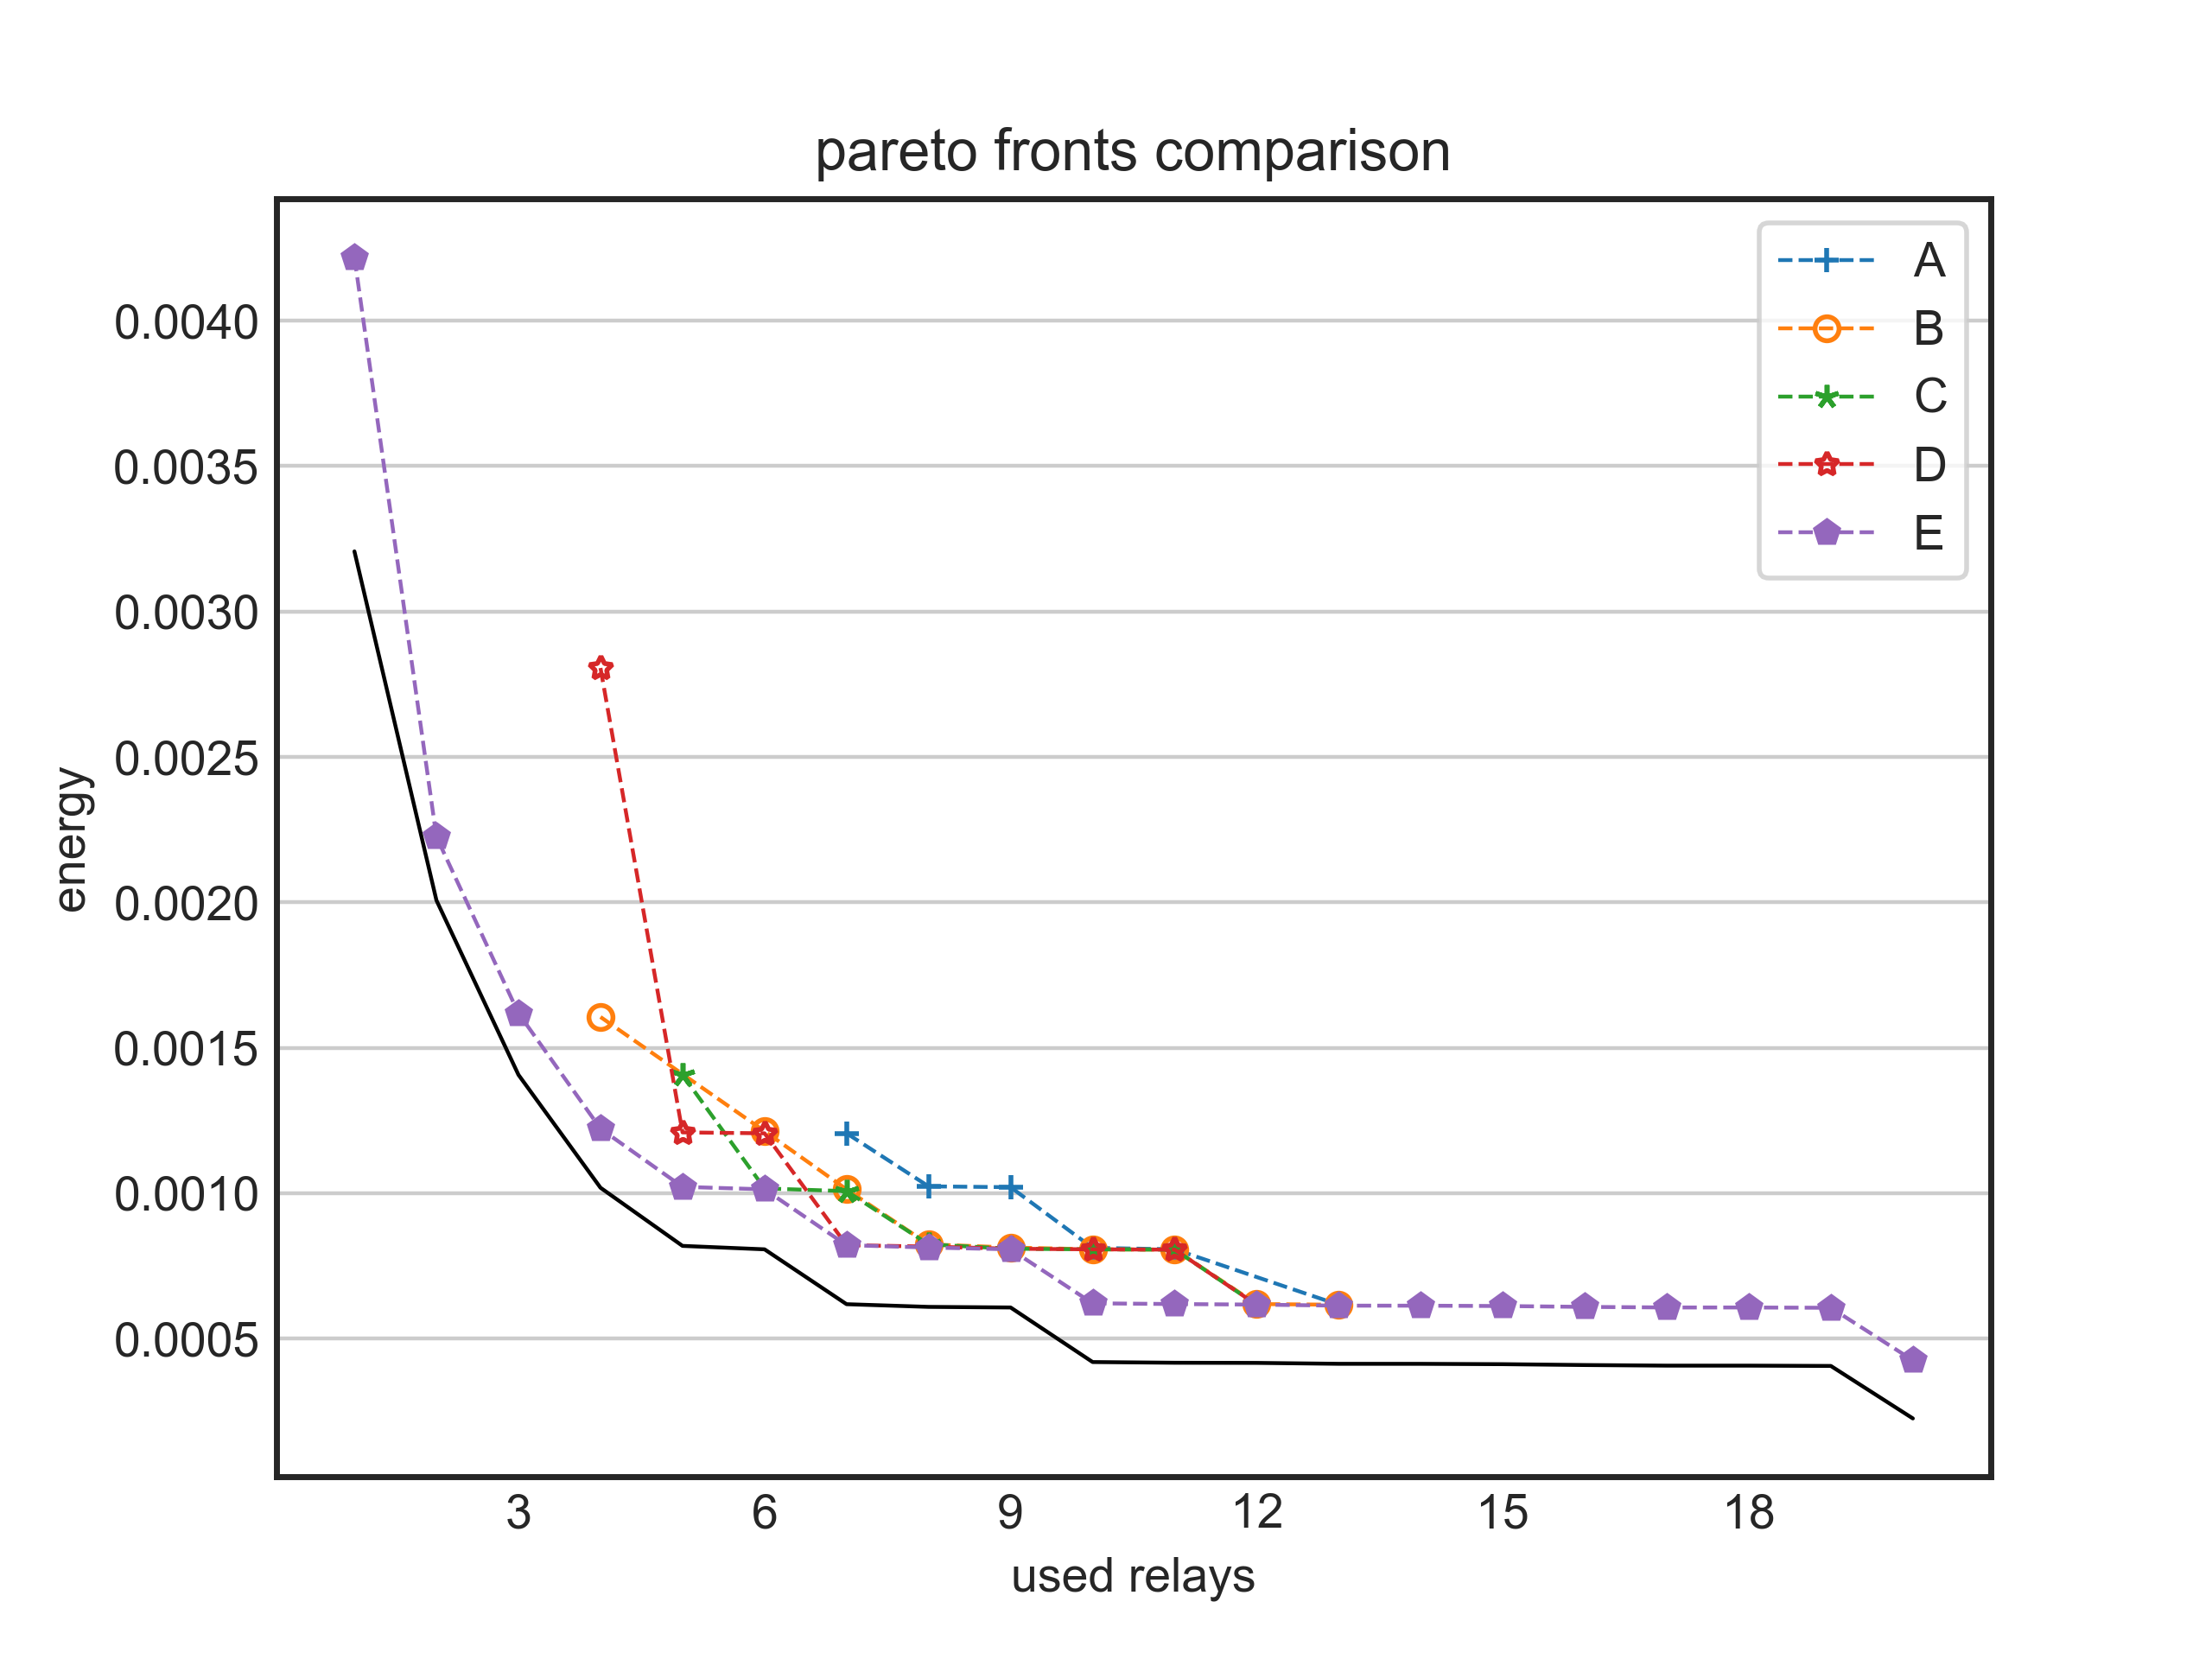 pareto fronts comparison
A
B
C
D
E
0.0040
0.0035
0.0030
0.0025
0.0020
0.0015
0.0010
0.0005
energy
3 6 9 12 15 18
used relays